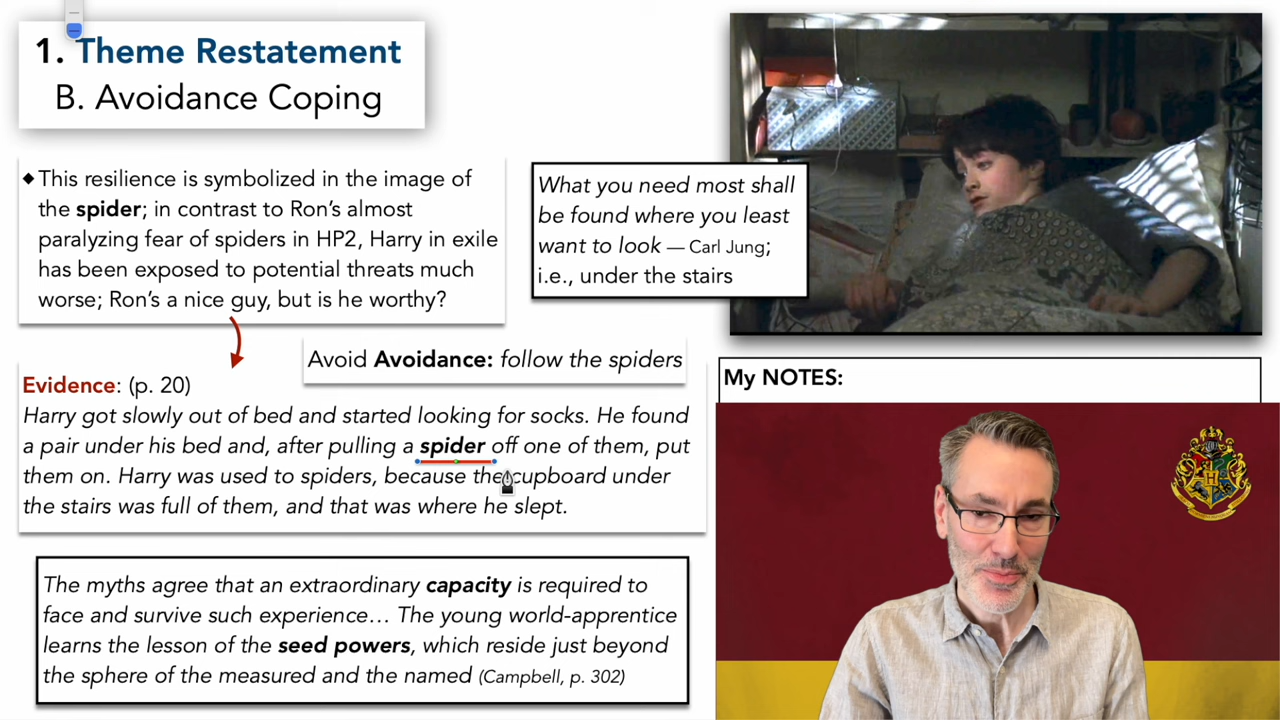 1. Theme Restatement
B. Avoidance Coping
◆This resilience is symbolized in the image of
the spider; in contrast to Ron's almost
paralyzing fear of spiders in HP2, Harry in exile
has been exposed to potential threats much
worse; Ron's a nice guy, but is he worthy?
What you need most shall
be found where you least
want to look — Carl Jung;
i.e., under the stairs
Avoid Avoidance: follow the spiders
Evidence: (p. 20)
Harry got slowly out of bed and started looking for socks. He found
a pair under his bed and, after pulling a spider off one of them, put
them on. Harry was used to spiders, because the cupboard under
the stairs was full of them, and that was where he slept.
My NOTES:
The myths agree that an extraordinary capacity is required to
face and survive such experience… The young world-apprentice
learns the lesson of the seed powers, which reside just beyond
the sphere of the measured and the named (Campbell, p. 302)
H